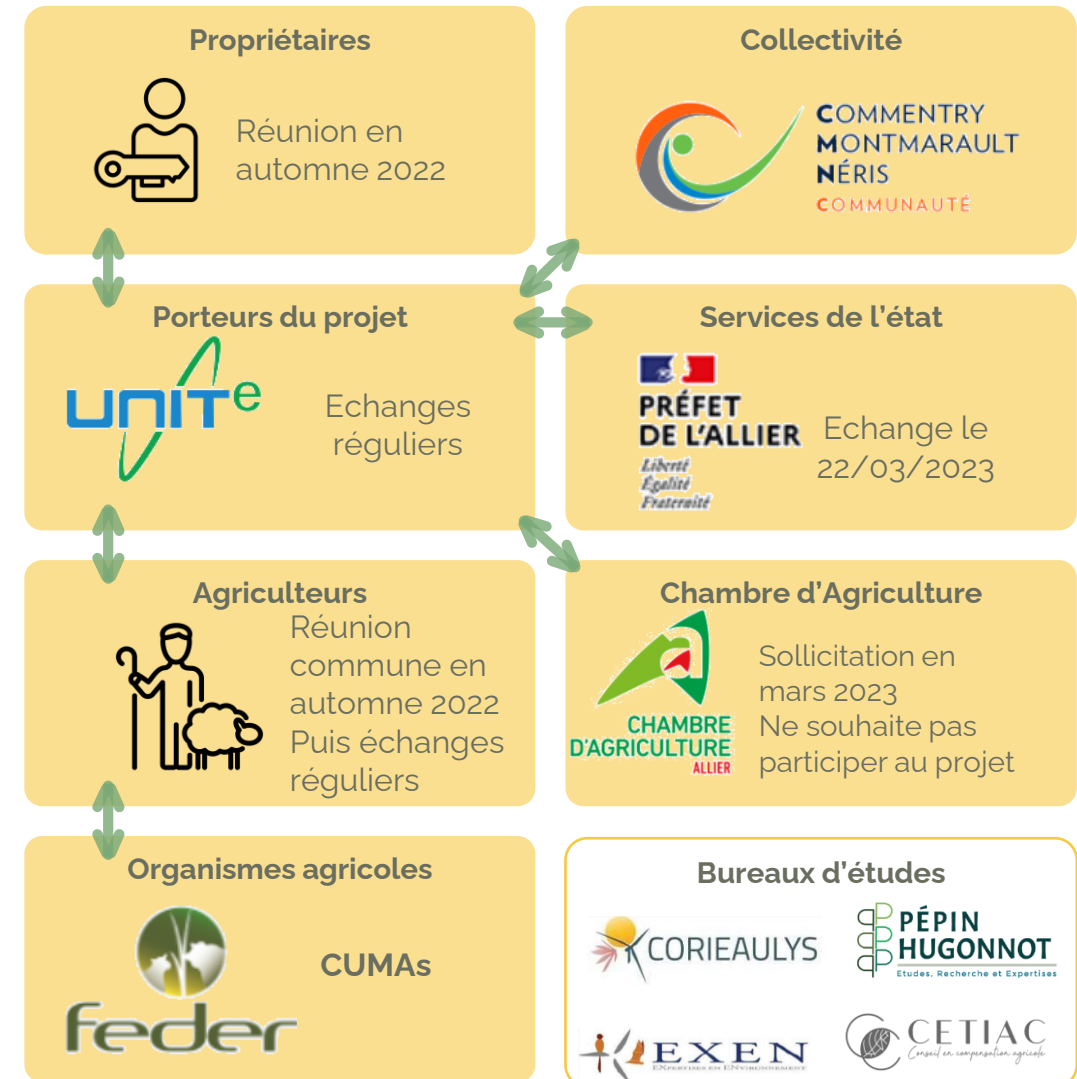 Propriétaires
Réunion en
automne 2022
Collectivité
COMMENTRY
MONTMARAULT
NÉRIS
COMMUNAUTÉ
Porteurs du projet
UNITe
Echanges
réguliers
Services de l'état
PRÉFET
DE L'ALLIER
Liberté
Égalité
Fraternité
Echange le
22/03/2023
Agriculteurs
Réunion
commune en
automne 2022
Puis échanges
réguliers
Chambre d'Agriculture
a
CHAMBRE
D'AGRICULTURE
ALLIER
Sollicitation en
mars 2023
Ne souhaite pas
participer au projet
Organismes agricoles
feder
CUMAs
Bureaux d'études
CORIEAULYS
PÉPIN
HUGONNOT
Etudes, Recherche et Expertises
EXEN
EXpertises en ENvironnement
CETIAC
Conseil en compensation agricole